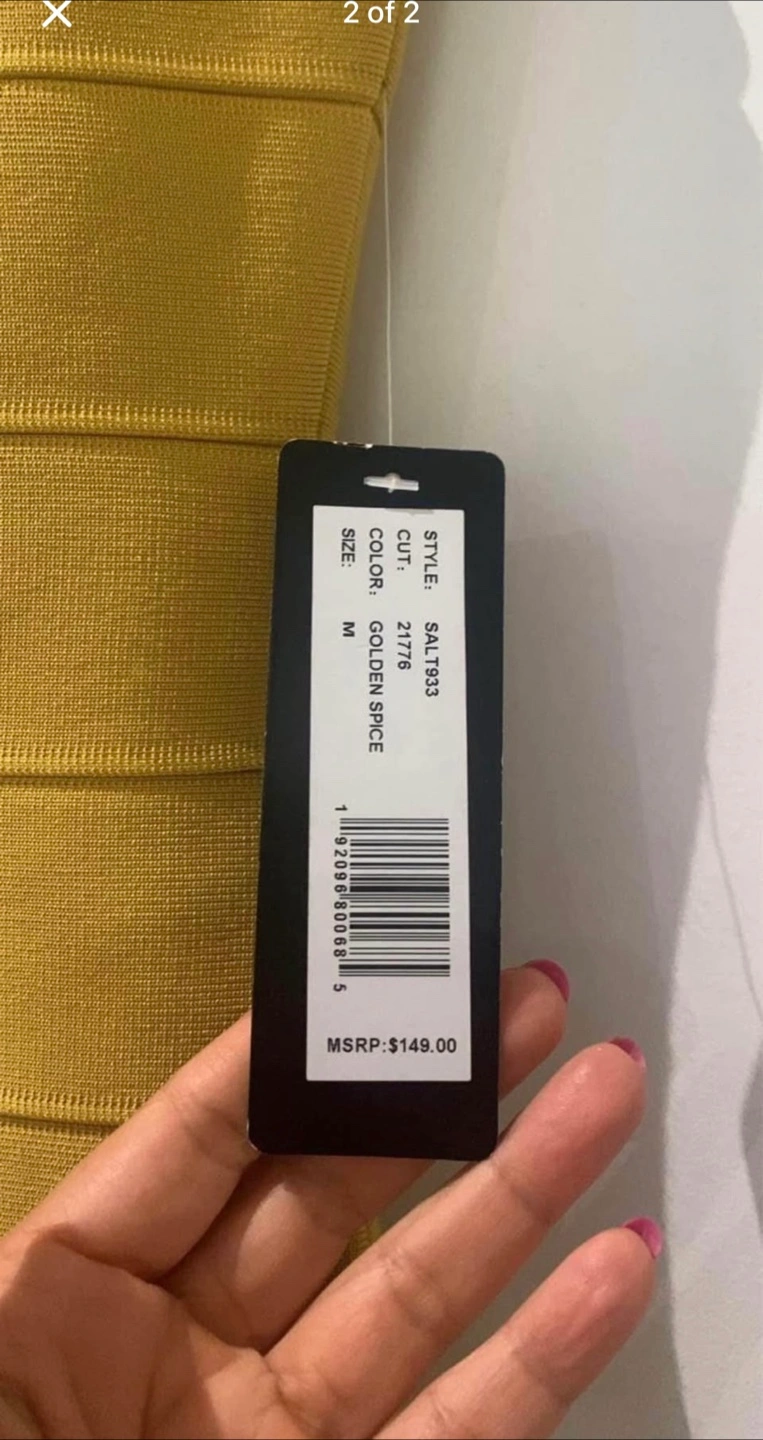 2 of 2
STYLE: SALT933
CUT: 21776
COLOR: GOLDEN SPICE
SIZE: M
1 92096 80068 5
MSRP:$149.00